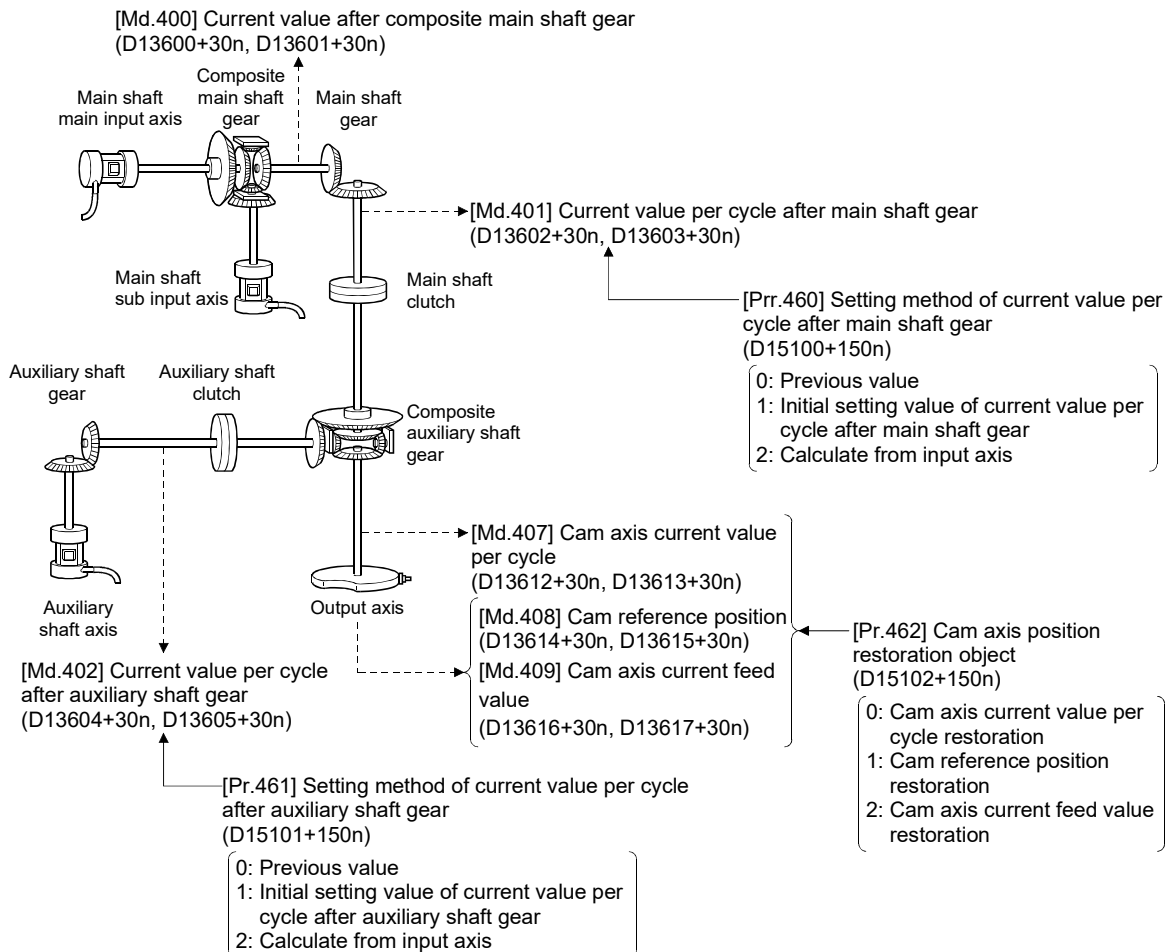 [Md.400] Current value after composite main shaft gear
(D13600+30n, D13601+30n)
Main shaft
main input axis
Composite
main shaft
gear
Main shaft
gear
[Md.401] Current value per cycle after main shaft gear
(D13602+30n, D13603+30n)
Main shaft
sub input axis
Main shaft
clutch
[Prr.460] Setting method of current value per
cycle after main shaft gear
(D15100+150n)
0: Previous value
1: Initial setting value of current value per
cycle after main shaft gear
2: Calculate from input axis
Auxiliary shaft
gear
Auxiliary shaft
clutch
Composite
auxiliary shaft
gear
Auxiliary
shaft axis
Output axis
[Md.407] Cam axis current value
per cycle
(D13612+30n, D13613+30n)
[Md.408] Cam reference position
(D13614+30n, D13615+30n)
[Md.409] Cam axis current feed
value
(D13616+30n, D13617+30n)
[Pr.462] Cam axis position
restoration object
(D15102+150n)
0: Cam axis current value per
cycle restoration
1: Cam reference position
restoration
2: Cam axis current feed value
restoration
[Md.402] Current value per cycle
after auxiliary shaft gear
(D13604+30n, D13605+30n)
[Pr.461] Setting method of current value per cycle
after auxiliary shaft gear
(D15101+150n)
0: Previous value
1: Initial setting value of current value per
cycle after auxiliary shaft gear
2: Calculate from input axis